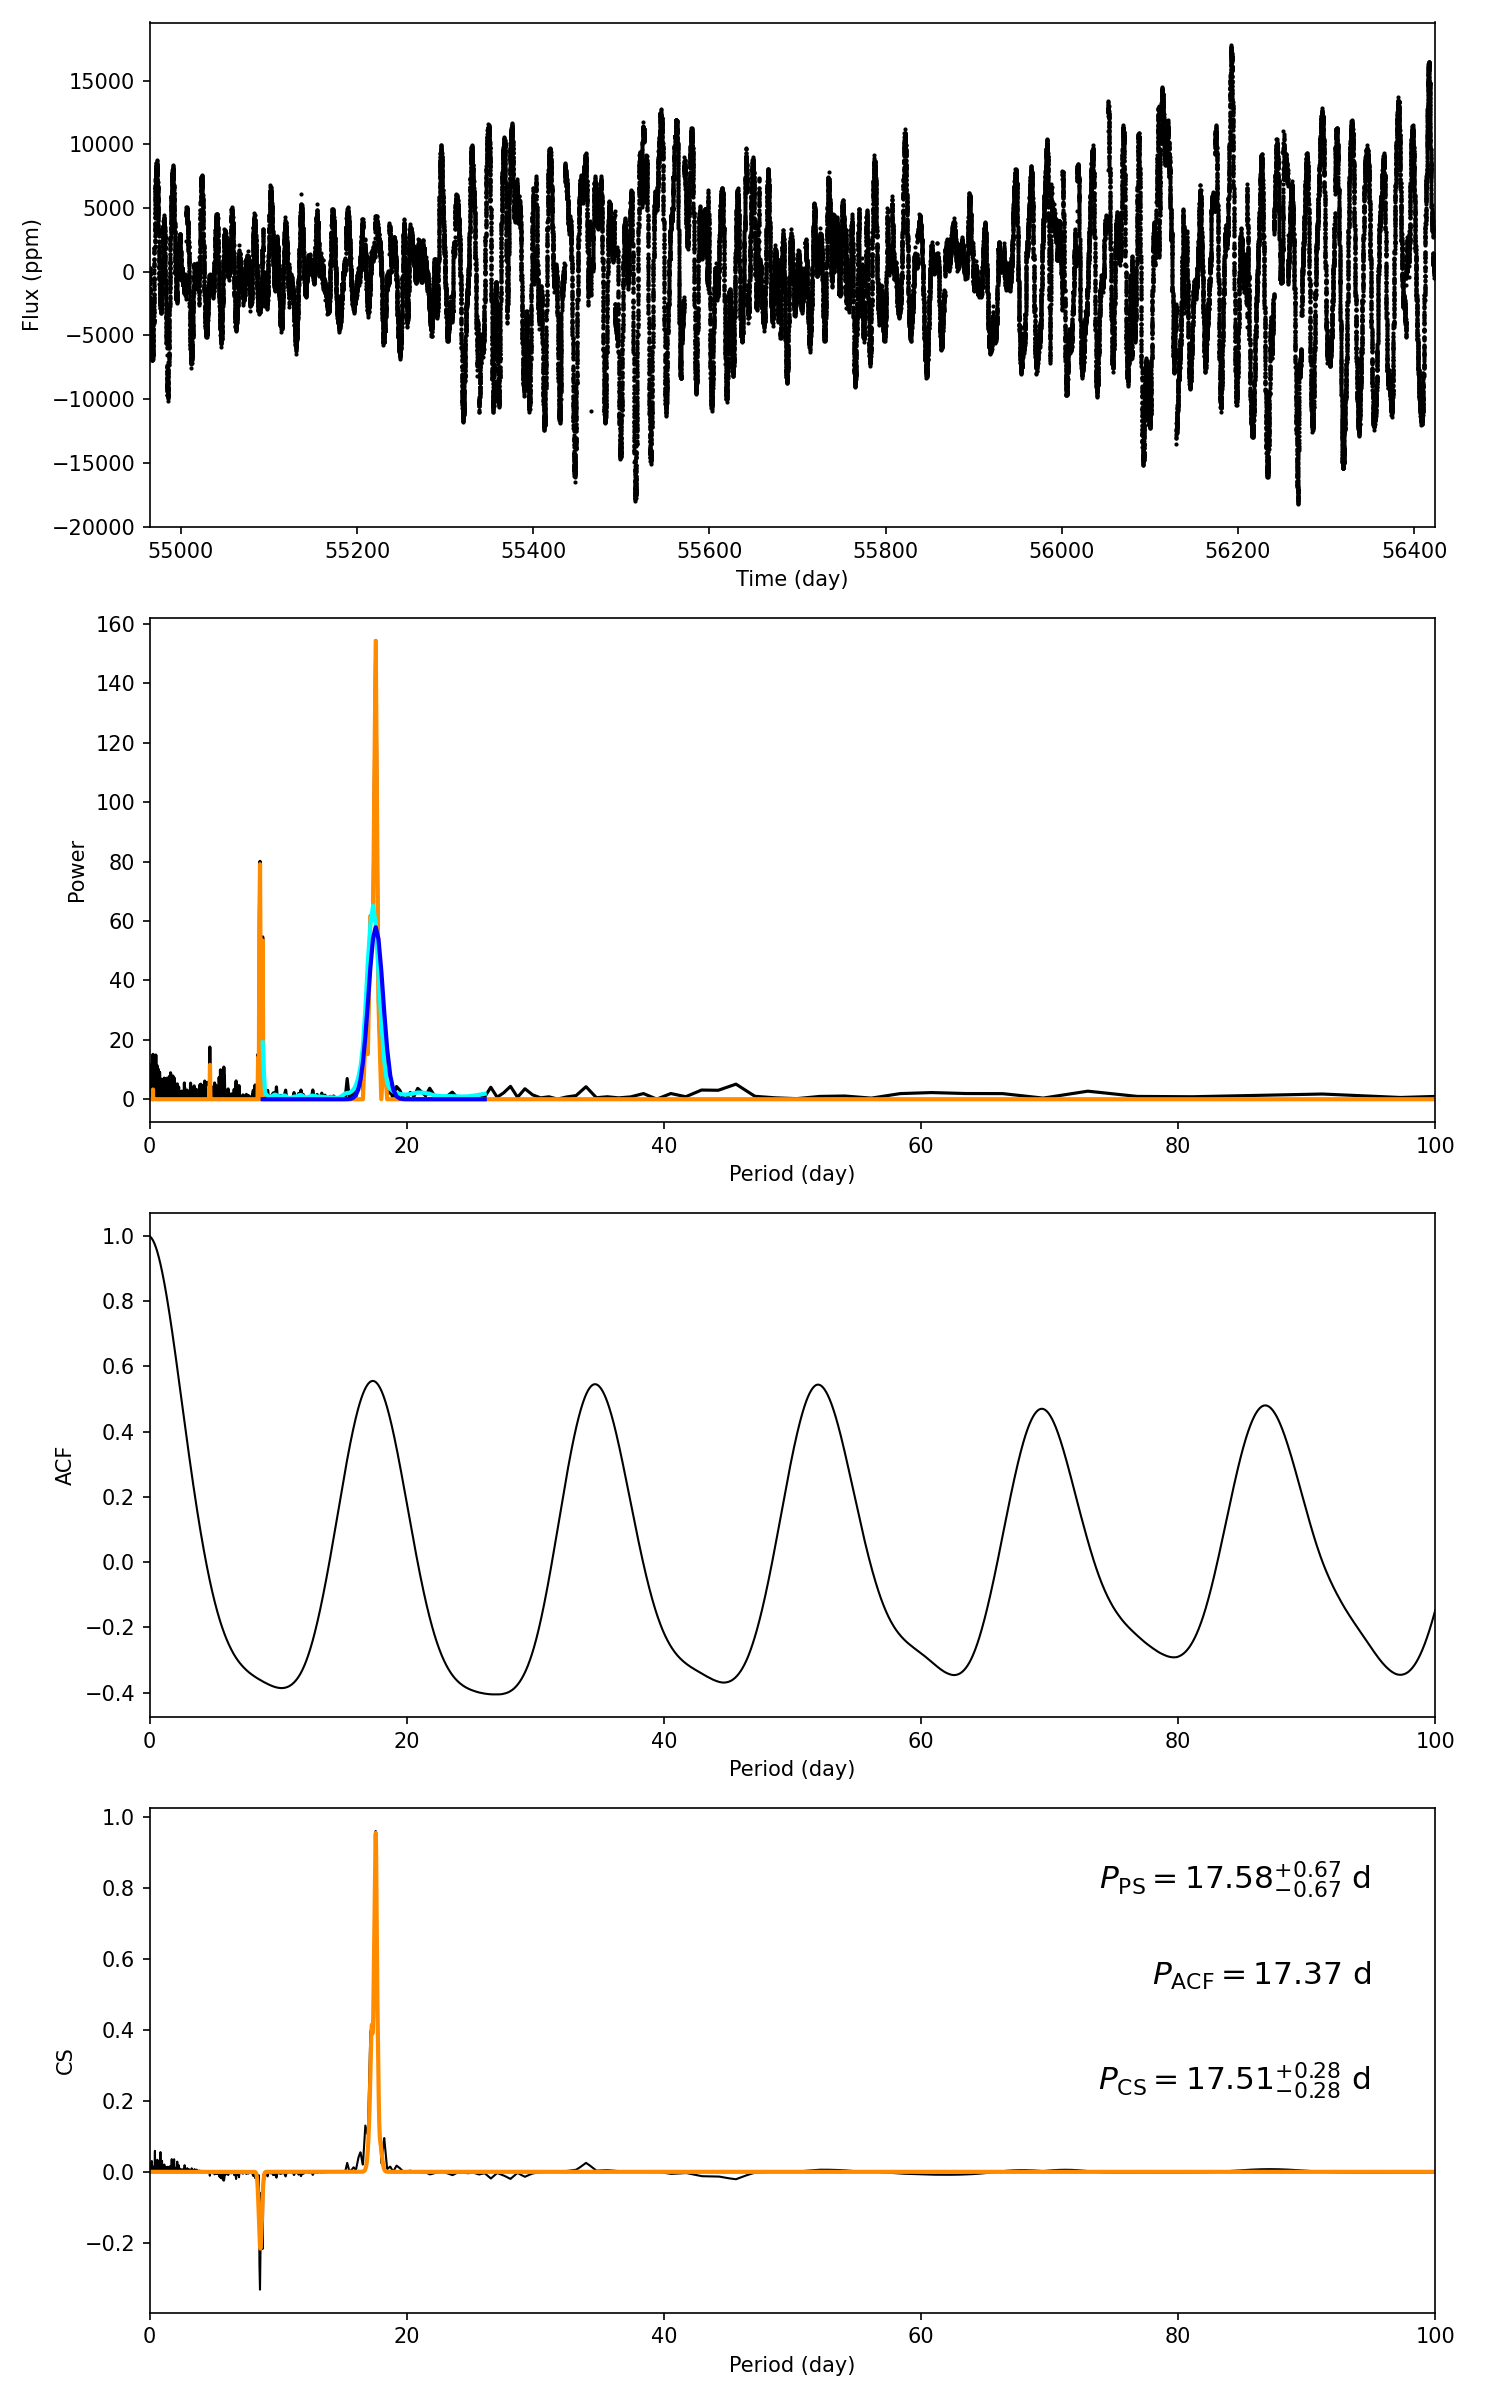 15000
10000
5000
0
−5000
−10000
−15000
−20000
Flux (ppm)
55000 55200 55400 55600 55800 56000 56200 56400
Time (day)
160
140
120
100
80
60
40
20
0
Power
0 20 40 60 80 100
Period (day)
1.0
0.8
0.6
0.4
0.2
0.0
−0.2
−0.4
ACF
0 20 40 60 80 100
Period (day)
1.0
0.8
0.6
0.4
0.2
0.0
−0.2
CS
P_PS = 17.58 +0.67 −0.67 d
P_ACF = 17.37 d
P_CS = 17.51 +0.28 −0.28 d
0 20 40 60 80 100
Period (day)